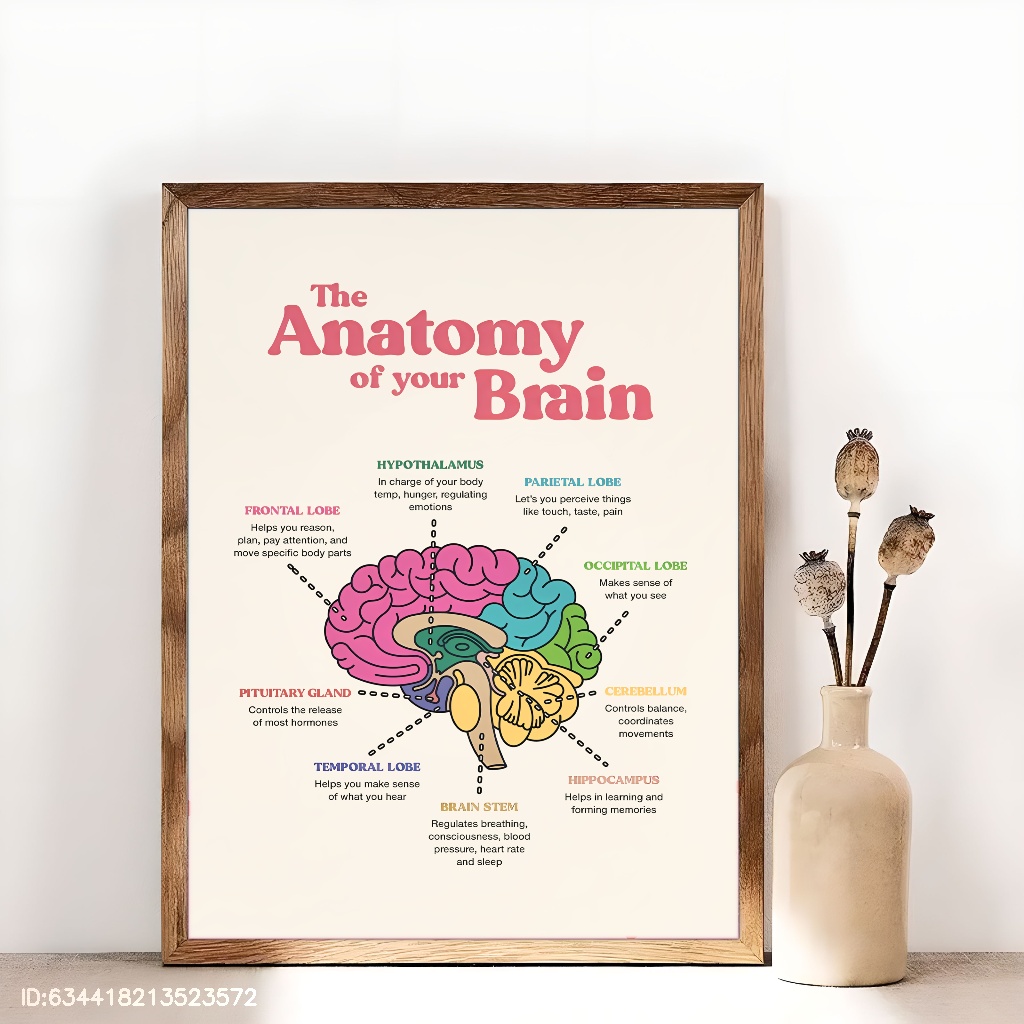 The
Anatomy
of your Brain
HYPOTHALAMUS
In charge of your body
temp, hunger, regulating
emotions
PARIETAL LOBE
Let's you perceive things
like touch, taste, pain
FRONTAL LOBE
Helps you reason,
plan, pay attention, and
move specific body parts
OCCIPITAL LOBE
Makes sense of
what you see
PITUITARY GLAND
Controls the release
of most hormones
CEREBELLUM
Controls balance,
coordinates
movements
TEMPORAL LOBE
Helps you make sense
of what you hear
HIPPOCAMPUS
Helps in learning and
forming memories
BRAIN STEM
Regulates breathing,
consciousness, blood
pressure, heart rate
and sleep
ID:634418213523572